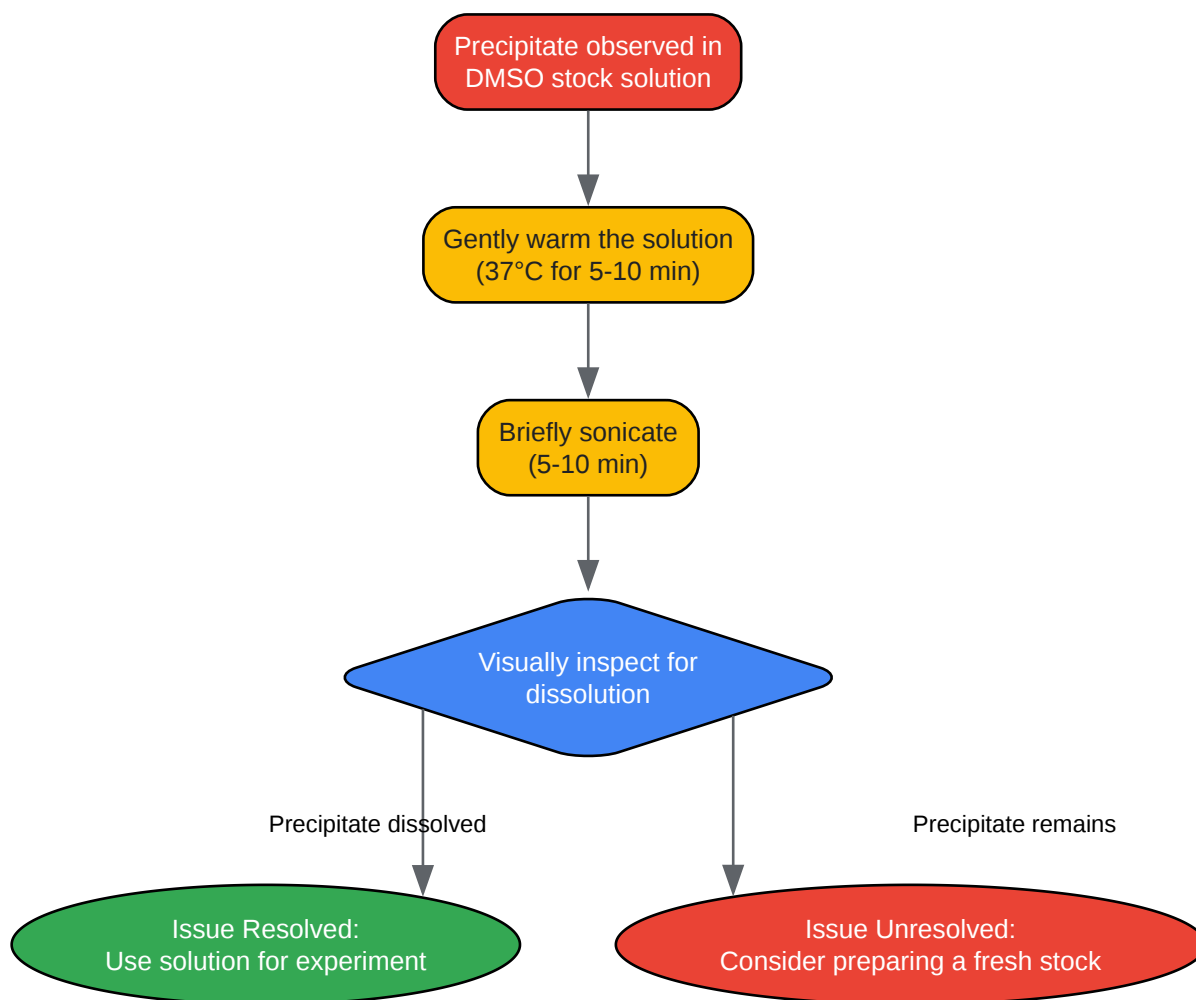 Precipitate observed in
DMSO stock solution
Gently warm the solution
(37°C for 5-10 min)
Briefly sonicate
(5-10 min)
Visually inspect for
dissolution
Precipitate dissolved
Precipitate remains
Issue Resolved:
Use solution for experiment
Issue Unresolved:
Consider preparing a fresh stock